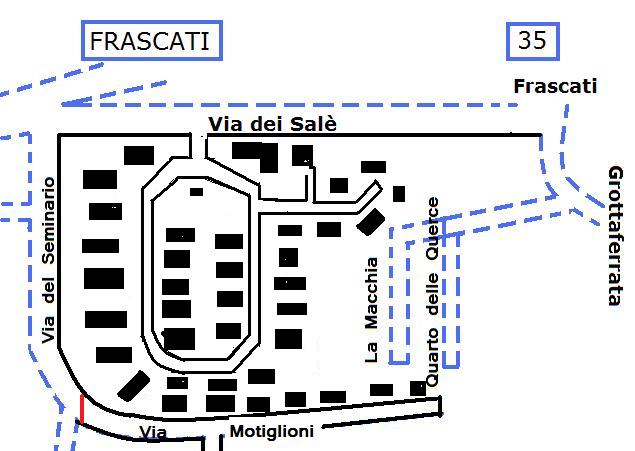 FRASCATI
35
Frascati
Via dei Salè
Grottaferrata
Via del Seminario
La Macchia
Quarto delle Querce
Via Motiglioni